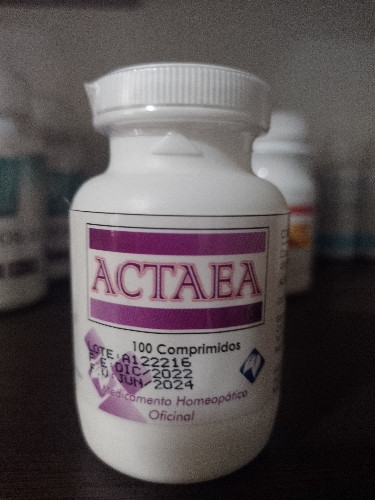 ACTAEA
100 Comprimidos
LOTE:A122216
F.E:DIC/2022
F.V:JUN/2024
Medicamento Homeopático
Oficinal